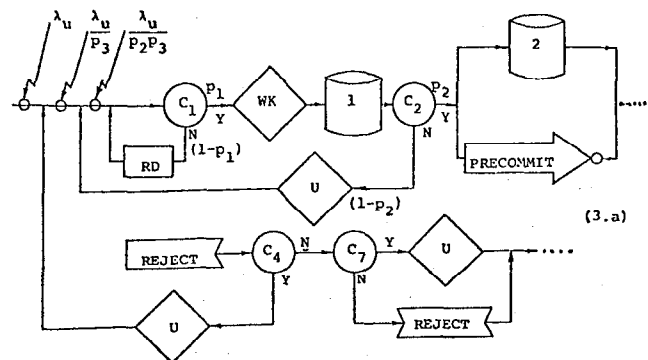 λu
λu
p3
λu
p2p3
C1
p1
Y
N
(1-p1)
RD
WK
1
C2
p2
Y
N
(1-p2)
U
2
PRECOMMIT
.....
(3.a)
REJECT
C4
N
Y
C7
Y
N
U
.....
REJECT
U